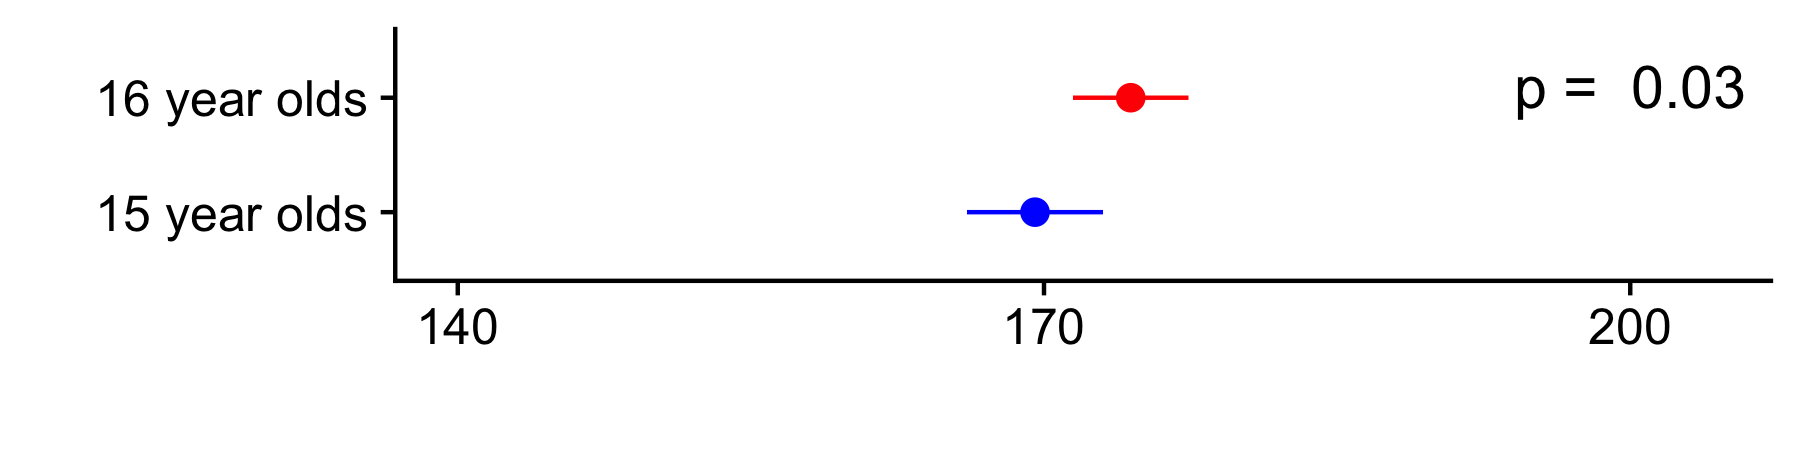 16 year olds
p = 0.03
15 year olds
140 170 200